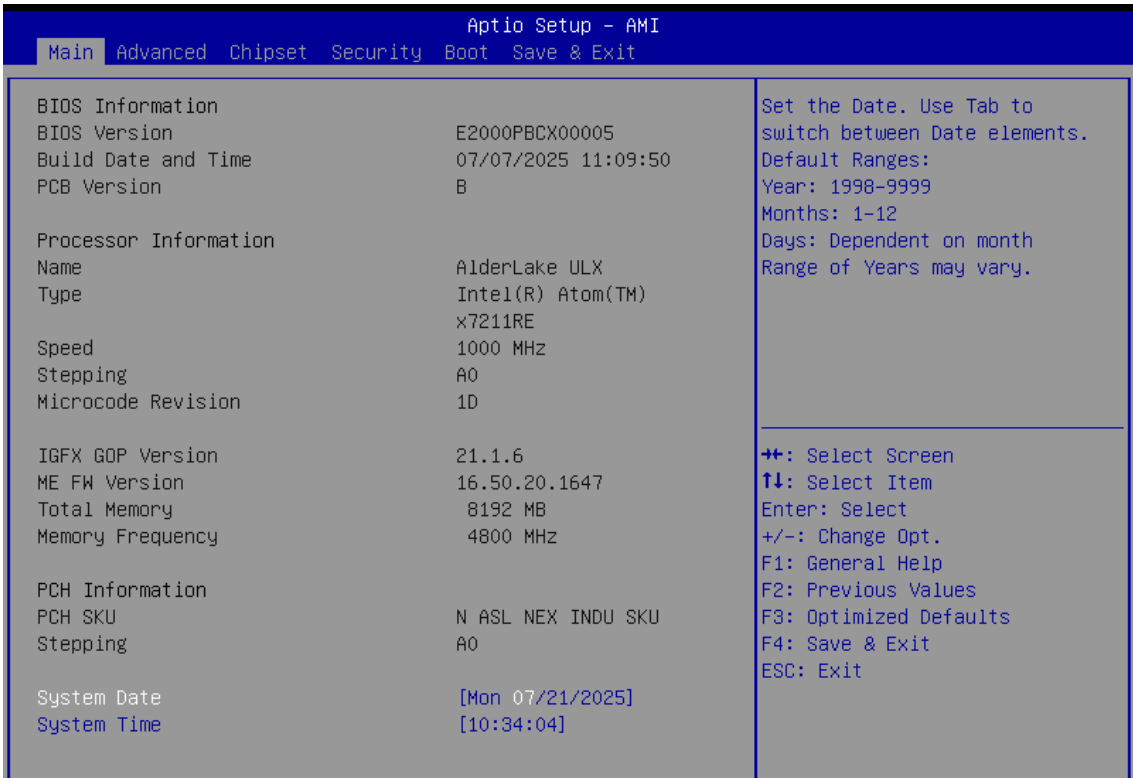 Aptio Setup – AMI
Main Advanced Chipset Security Boot Save & Exit
BIOS Information
BIOS Version E2000PBCX00005
Build Date and Time 07/07/2025 11:09:50
PCB Version B
Processor Information
Name AlderLake ULX
Type Intel(R) Atom(TM)
x7211RE
Speed 1000 MHz
Stepping A0
Microcode Revision 1D
IGFX GOP Version 21.1.6
ME FW Version 16.50.20.1647
Total Memory 8192 MB
Memory Frequency 4800 MHz
PCH Information
PCH SKU N ASL NEX INDU SKU
Stepping A0
System Date [Mon 07/21/2025]
System Time [10:34:04]
Set the Date. Use Tab to
switch between Date elements.
Default Ranges:
Year: 1998–9999
Months: 1–12
Days: Dependent on month
Range of Years may vary.
→←: Select Screen
↑↓: Select Item
Enter: Select
+/–: Change Opt.
F1: General Help
F2: Previous Values
F3: Optimized Defaults
F4: Save & Exit
ESC: Exit